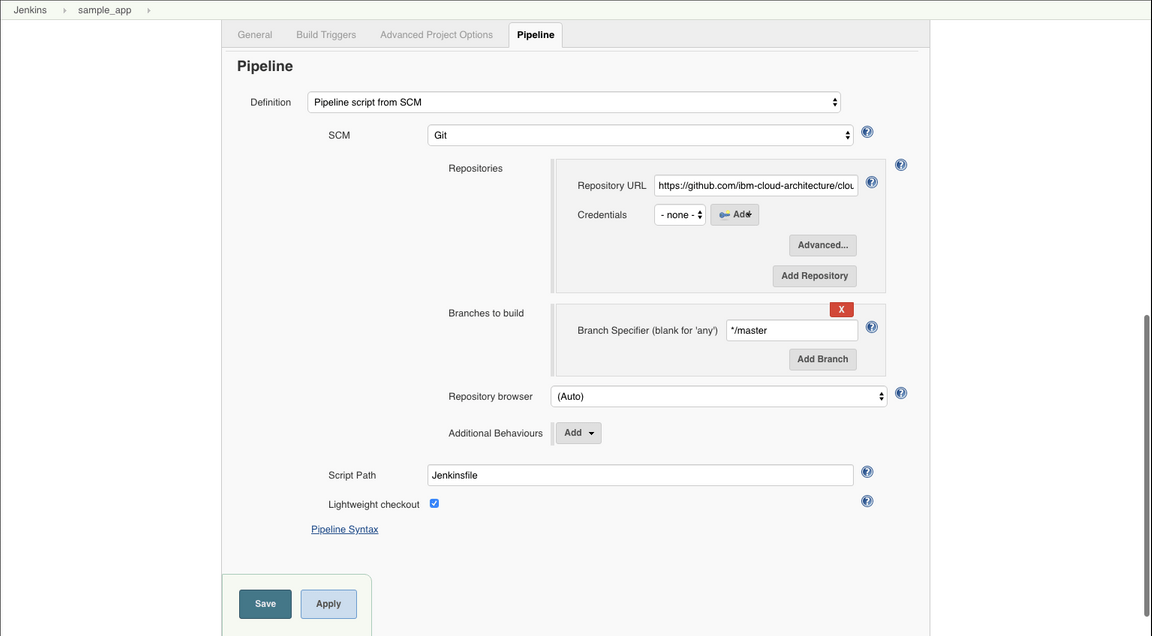 Jenkins sample_app
General Build Triggers Advanced Project Options Pipeline
Pipeline
Definition Pipeline script from SCM
SCM Git
Repositories
Repository URL https://github.com/ibm-cloud-architecture/clou
Credentials - none - Add
Advanced...
Add Repository
Branches to build
X
Branch Specifier (blank for 'any') */master
Add Branch
Repository browser (Auto)
Additional Behaviours Add
Script Path Jenkinsfile
Lightweight checkout
Pipeline Syntax
Save Apply